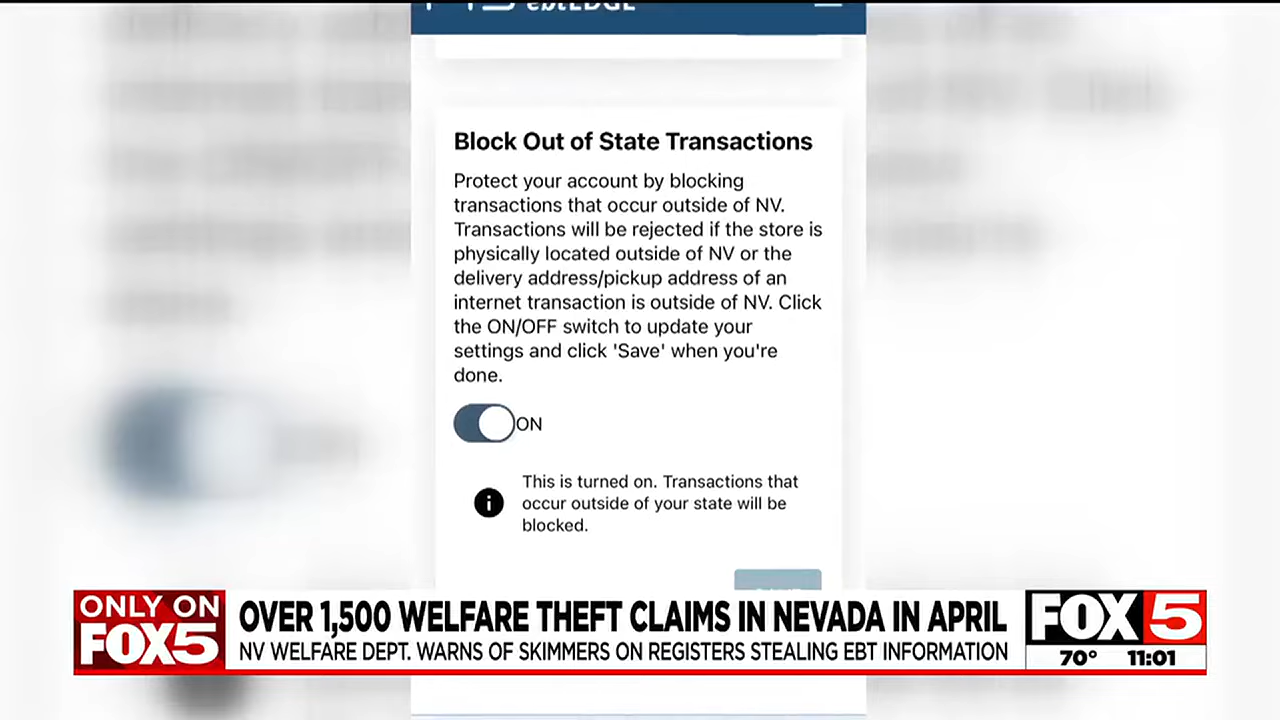 ebtEDGE
Block Out of State Transactions
Protect your account by blocking
transactions that occur outside of NV.
Transactions will be rejected if the store is
physically located outside of NV or the
delivery address/pickup address of an
internet transaction is outside of NV. Click
the ON/OFF switch to update your
settings and click 'Save' when you're
done.
ON
This is turned on. Transactions that
occur outside of your state will be
blocked.
ONLY ON
FOX5
OVER 1,500 WELFARE THEFT CLAIMS IN NEVADA IN APRIL
NV WELFARE DEPT. WARNS OF SKIMMERS ON REGISTERS STEALING EBT INFORMATION
FOX 5
70° 11:01